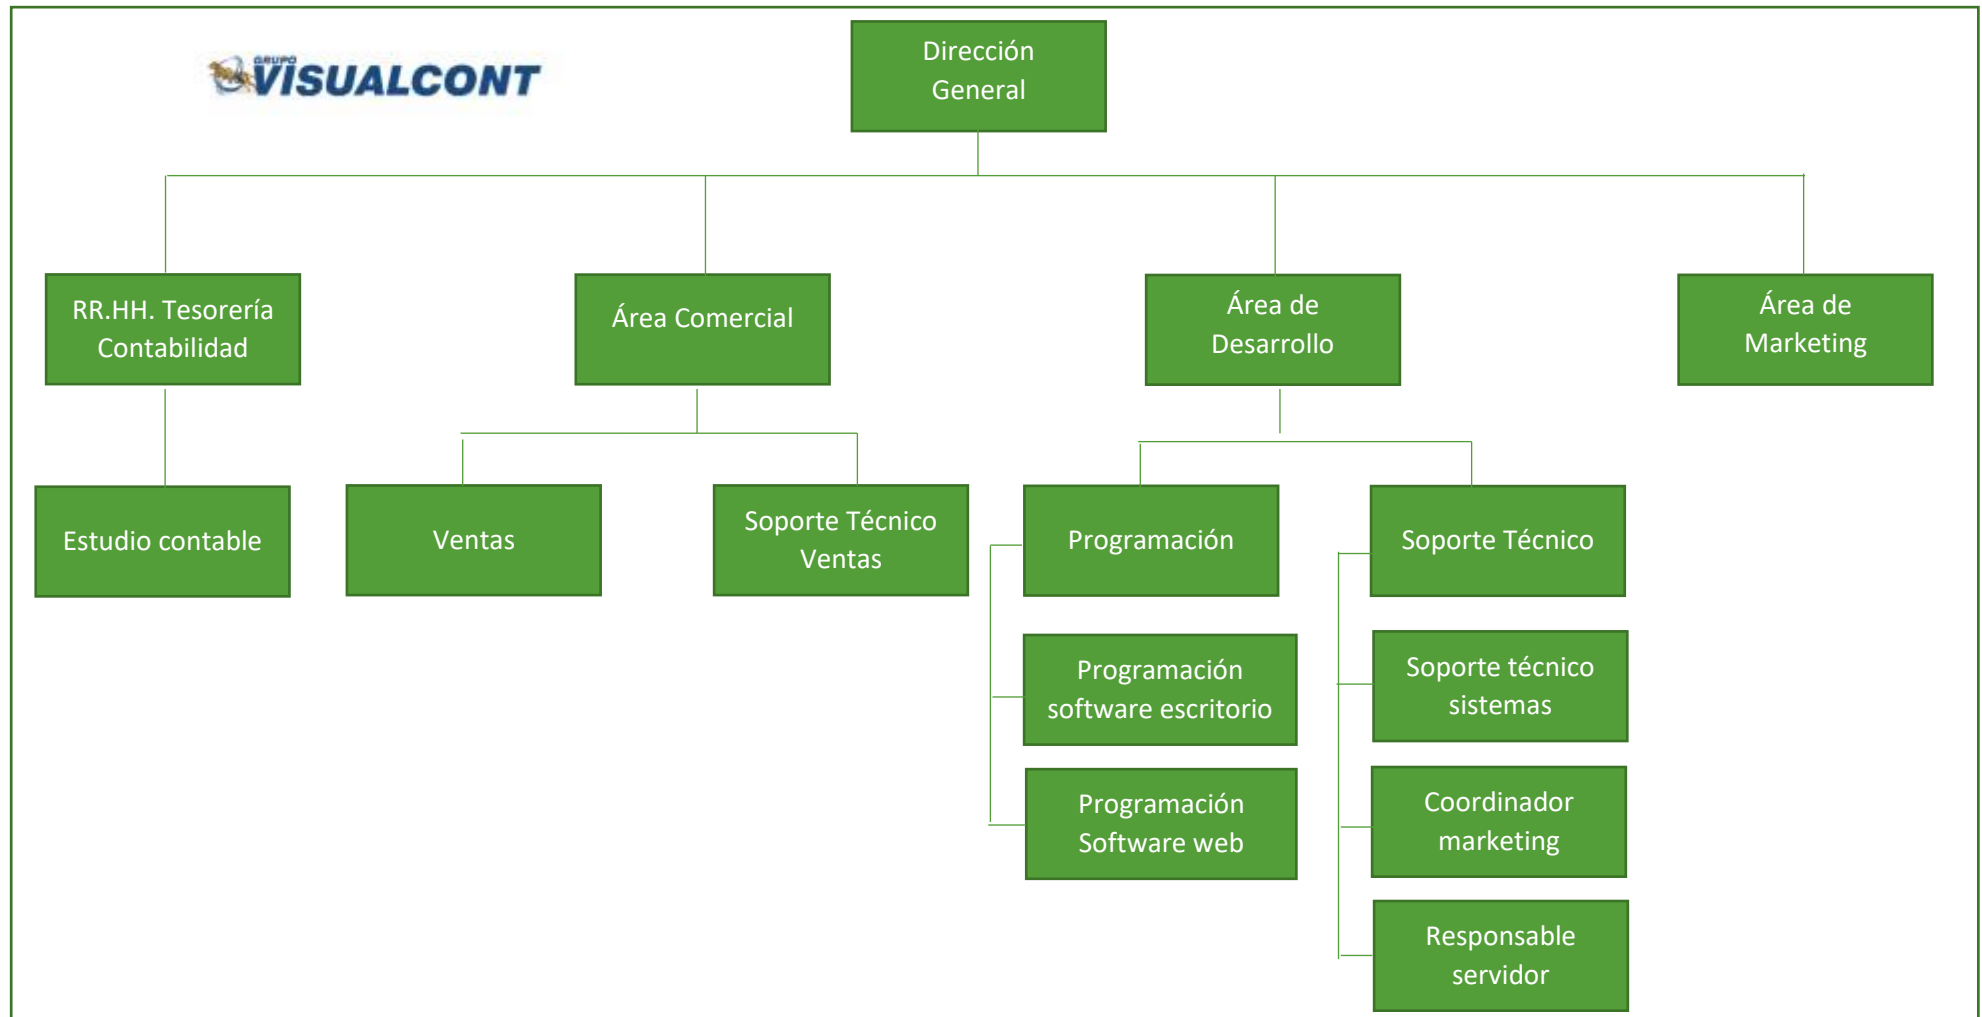 GRUPO
VISUALCONT
Dirección
General
RR.HH. Tesorería
Contabilidad
Área Comercial
Área de
Desarrollo
Área de
Marketing
Estudio contable
Ventas
Soporte Técnico
Ventas
Programación
Soporte Técnico
Programación
software escritorio
Soporte técnico
sistemas
Programación
Software web
Coordinador
marketing
Responsable
servidor